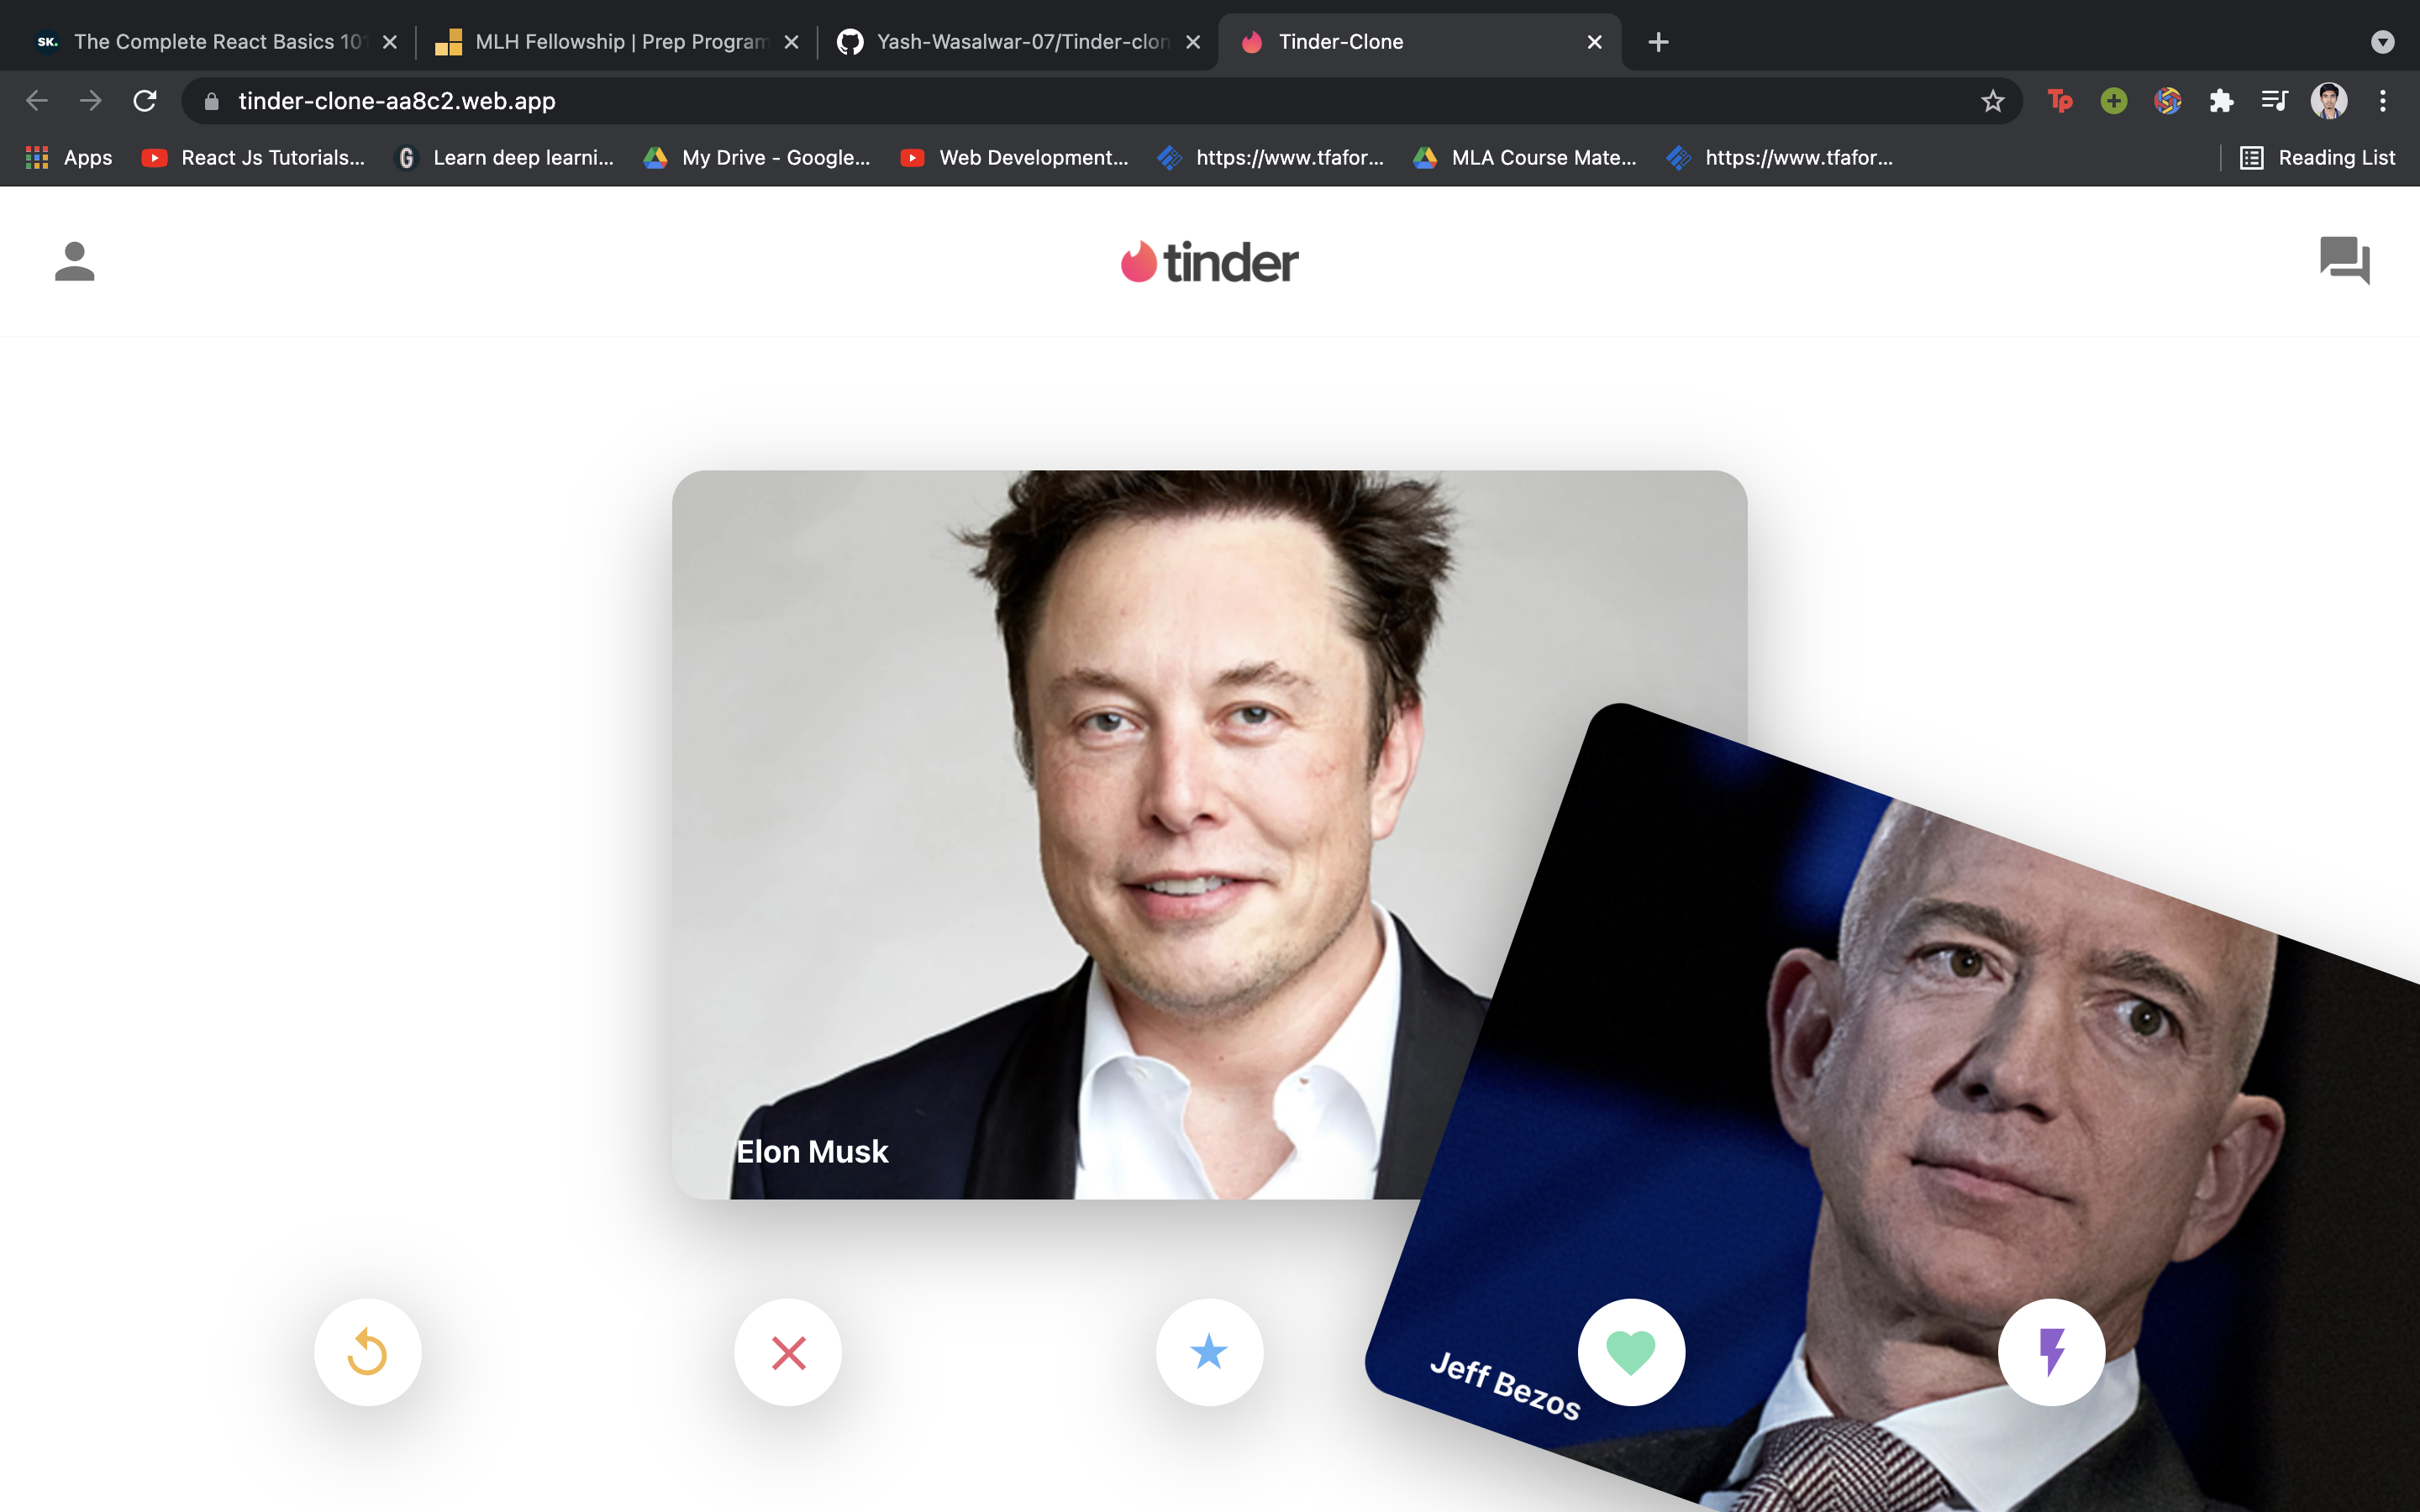 SK. The Complete React Basics 101
MLH Fellowship | Prep Program
Yash-Wasalwar-07/Tinder-clon
Tinder-Clone
tinder-clone-aa8c2.web.app
Tp
Apps
React Js Tutorials...
G Learn deep learni...
My Drive - Google...
Web Development...
https://www.tfafor...
MLA Course Mate...
https://www.tfafor...
Reading List
tinder
Elon Musk
Jeff Bezos